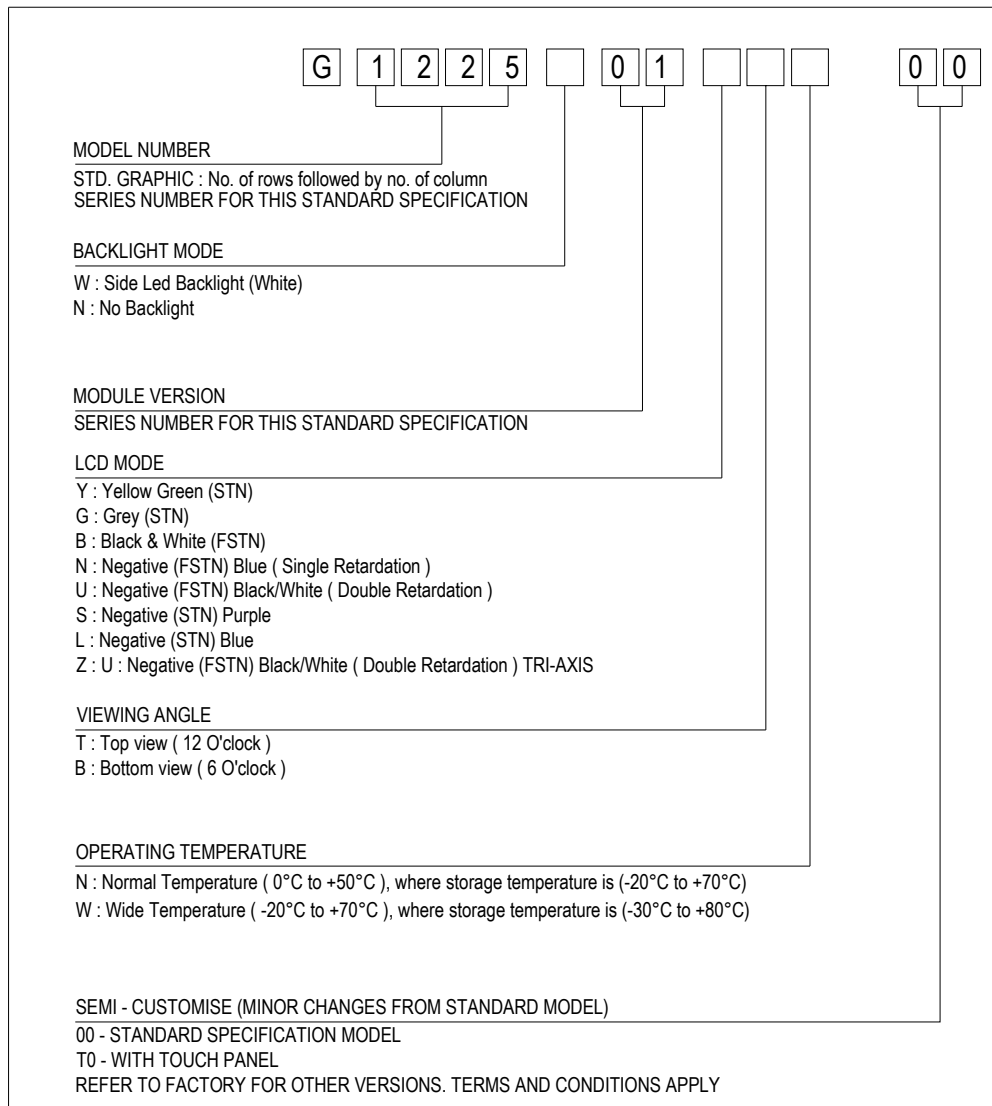 G 1 2 2 5 0 1 0 0
MODEL NUMBER
STD. GRAPHIC : No. of rows followed by no. of column
SERIES NUMBER FOR THIS STANDARD SPECIFICATION
BACKLIGHT MODE
W : Side Led Backlight (White)
N : No Backlight
MODULE VERSION
SERIES NUMBER FOR THIS STANDARD SPECIFICATION
LCD MODE
Y : Yellow Green (STN)
G : Grey (STN)
B : Black & White (FSTN)
N : Negative (FSTN) Blue ( Single Retardation )
U : Negative (FSTN) Black/White ( Double Retardation )
S : Negative (STN) Purple
L : Negative (STN) Blue
Z : U : Negative (FSTN) Black/White ( Double Retardation ) TRI-AXIS
VIEWING ANGLE
T : Top view ( 12 O'clock )
B : Bottom view ( 6 O'clock )
OPERATING TEMPERATURE
N : Normal Temperature ( 0°C to +50°C ), where storage temperature is (-20°C to +70°C)
W : Wide Temperature ( -20°C to +70°C ), where storage temperature is (-30°C to +80°C)
SEMI - CUSTOMISE (MINOR CHANGES FROM STANDARD MODEL)
00 - STANDARD SPECIFICATION MODEL
T0 - WITH TOUCH PANEL
REFER TO FACTORY FOR OTHER VERSIONS. TERMS AND CONDITIONS APPLY